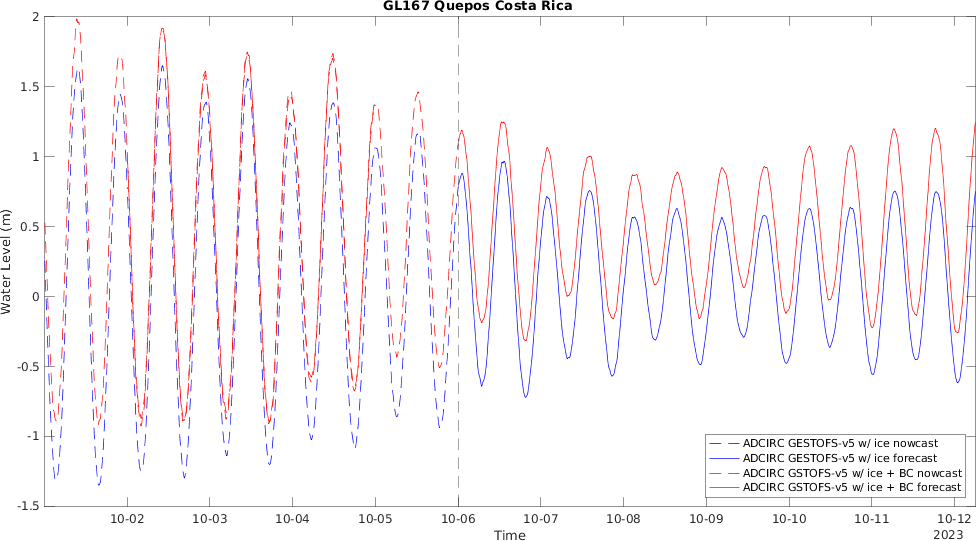 GL167 Quepos Costa Rica
2
1.5
1
0.5
0
-0.5
-1
-1.5
Water Level (m)
10-02 10-03 10-04 10-05 10-06 10-07 10-08 10-09 10-10 10-11 10-12
Time
2023
ADCIRC GESTOFS-v5 w/ ice nowcast
ADCIRC GESTOFS-v5 w/ ice forecast
ADCIRC GSTOFS-v5 w/ ice + BC nowcast
ADCIRC GSTOFS-v5 w/ ice + BC forecast